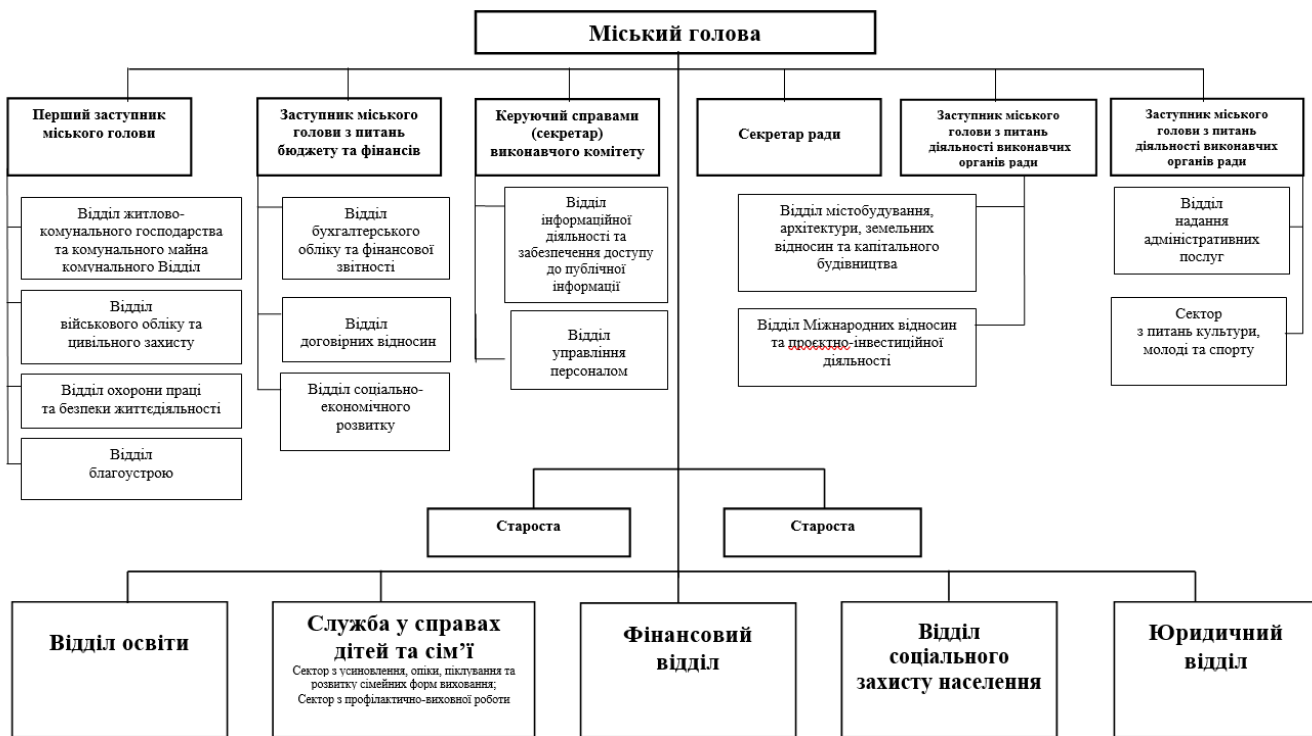 Міський голова
Перший заступник
міського голови
Заступник міського
голови з питань
бюджету та фінансів
Керуючий справами
(секретар)
виконавчого комітету
Секретар ради
Заступник міського
голови з питань
діяльності виконавчих
органів ради
Заступник міського
голови з питань
діяльності виконавчих
органів ради
Відділ житлово-
комунального господарства
та комунального майна
комунального Відділ
Відділ
військового обліку та
цивільного захисту
Відділ охорони праці
та безпеки життєдіяльності
Відділ
благоустрою
Відділ
бухгалтерського
обліку та фінансової
звітності
Відділ
договірних відносин
Відділ соціально-
економічного
розвитку
Відділ
інформаційної
діяльності та
забезпечення доступу
до публічної
інформації
Відділ
управління
персоналом
Відділ містобудування,
архітектури, земельних
відносин та капітального
будівництва
Відділ Міжнародних відносин
та проєктно-інвестиційної
діяльності
Відділ
надання
адміністративних
послуг
Сектор
з питань культури,
молоді та спорту
Староста
Староста
Відділ освіти
Служба у справах
дітей та сім’ї
Сектор з усиновлення, опіки, піклування та
розвитку сімейних форм виховання;
Сектор з профілактично-виховної роботи
Фінансовий
відділ
Відділ
соціального
захисту населення
Юридичний
відділ